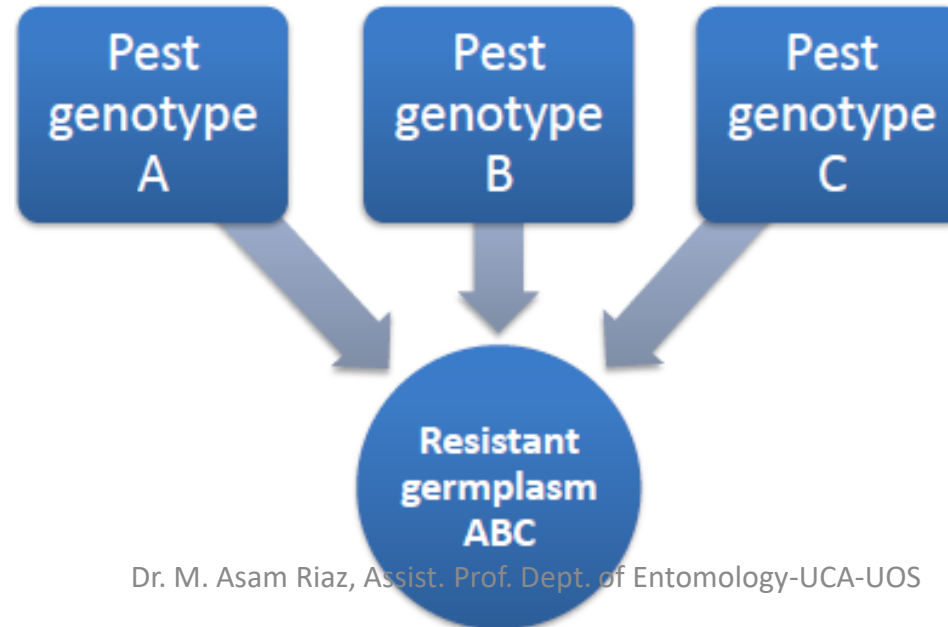 Pest
genotype
A
Pest
genotype
B
Pest
genotype
C
Resistant
germplasm
ABC
Dr. M. Asam Riaz, Assist. Prof. Dept. of Entomology-UCA-UOS